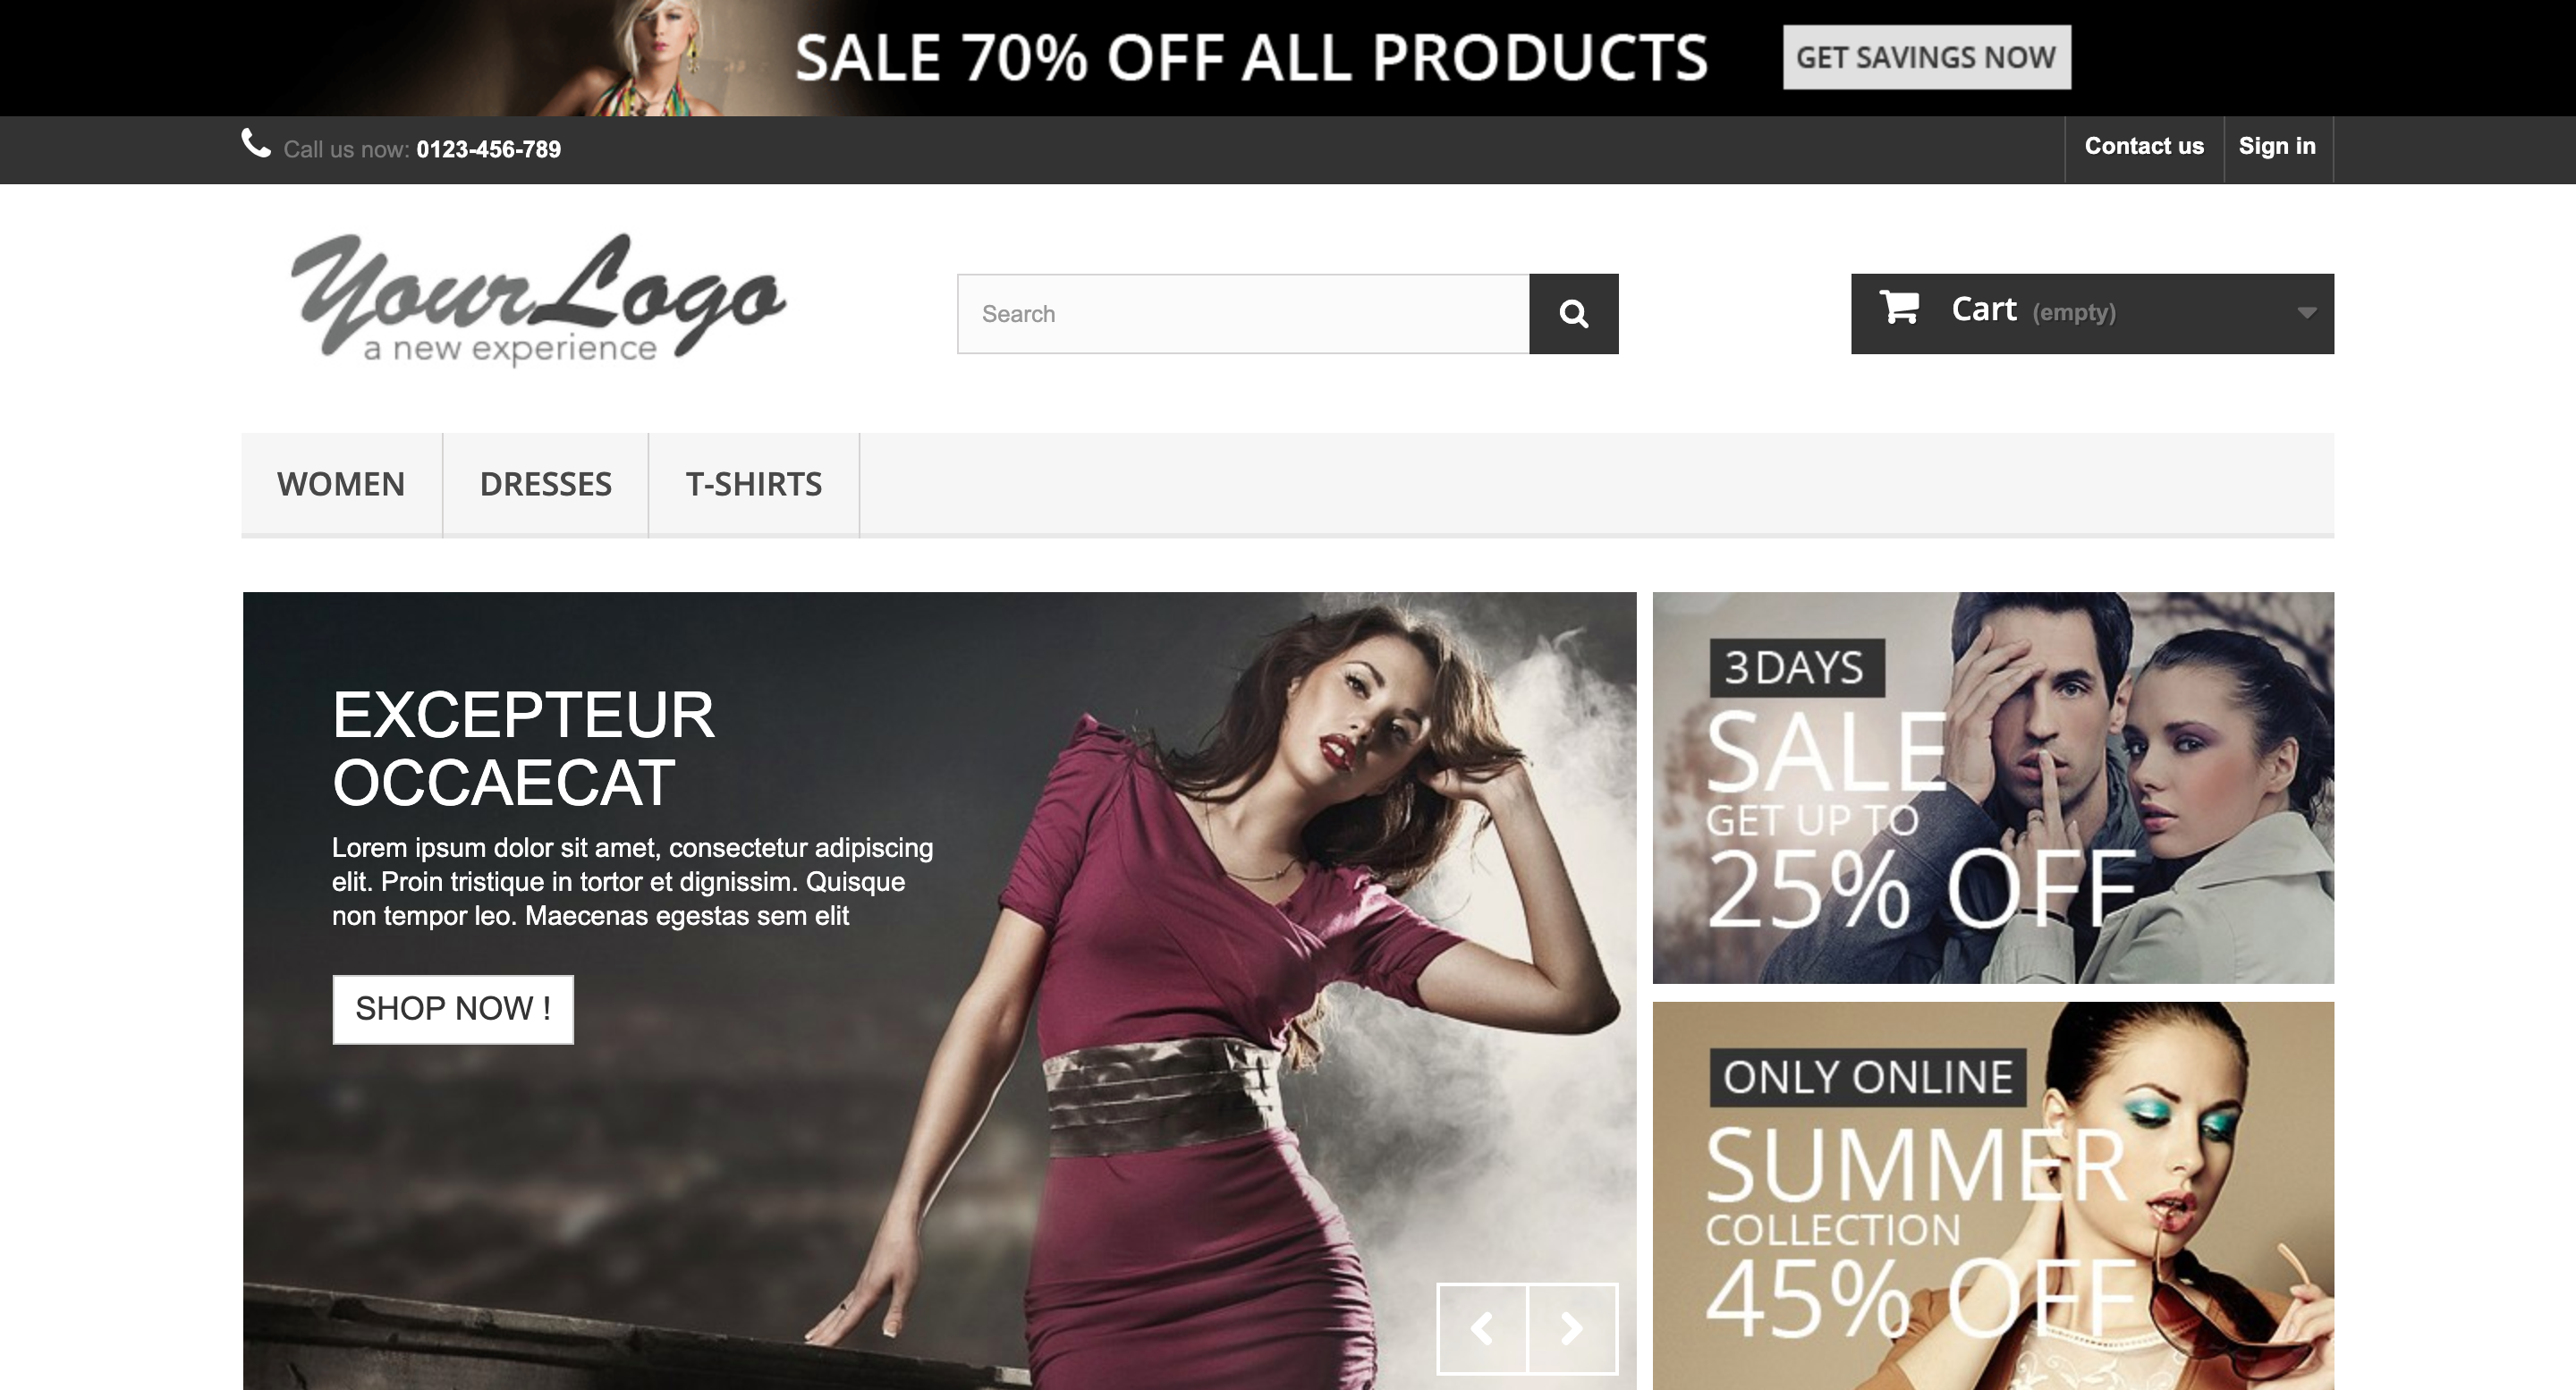 SALE 70% OFF ALL PRODUCTS
GET SAVINGS NOW
Call us now: 0123-456-789
Contact us
Sign in
YourLogo
a new experience
Search
Cart (empty)
WOMEN
DRESSES
T-SHIRTS
EXCEPTEUR
OCCAECAT
Lorem ipsum dolor sit amet, consectetur adipiscing
elit. Proin tristique in tortor et dignissim. Quisque
non tempor leo. Maecenas egestas sem elit
SHOP NOW !
3 DAYS
SALE
GET UP TO
25% OFF
ONLY ONLINE
SUMMER
COLLECTION
45% OFF